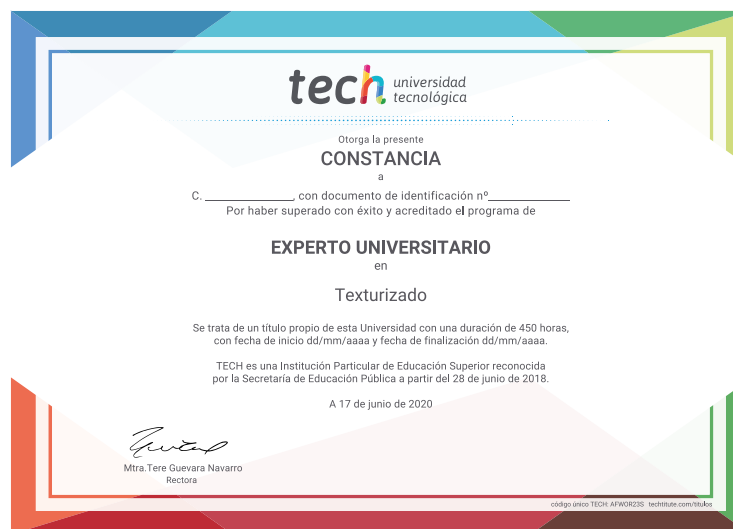 tech universidad
tecnológica
Otorga la presente
CONSTANCIA
a
C. ______________, con documento de identificación nº______________
Por haber superado con éxito y acreditado el programa de
EXPERTO UNIVERSITARIO
en
Texturizado
Se trata de un título propio de esta Universidad con una duración de 450 horas,
con fecha de inicio dd/mm/aaaa y fecha de finalización dd/mm/aaaa.
TECH es una Institución Particular de Educación Superior reconocida
por la Secretaría de Educación Pública a partir del 28 de junio de 2018.
A 17 de junio de 2020
Mtra.Tere Guevara Navarro
Rectora
código único TECH: AFWOR23S techtitute.com/titulos